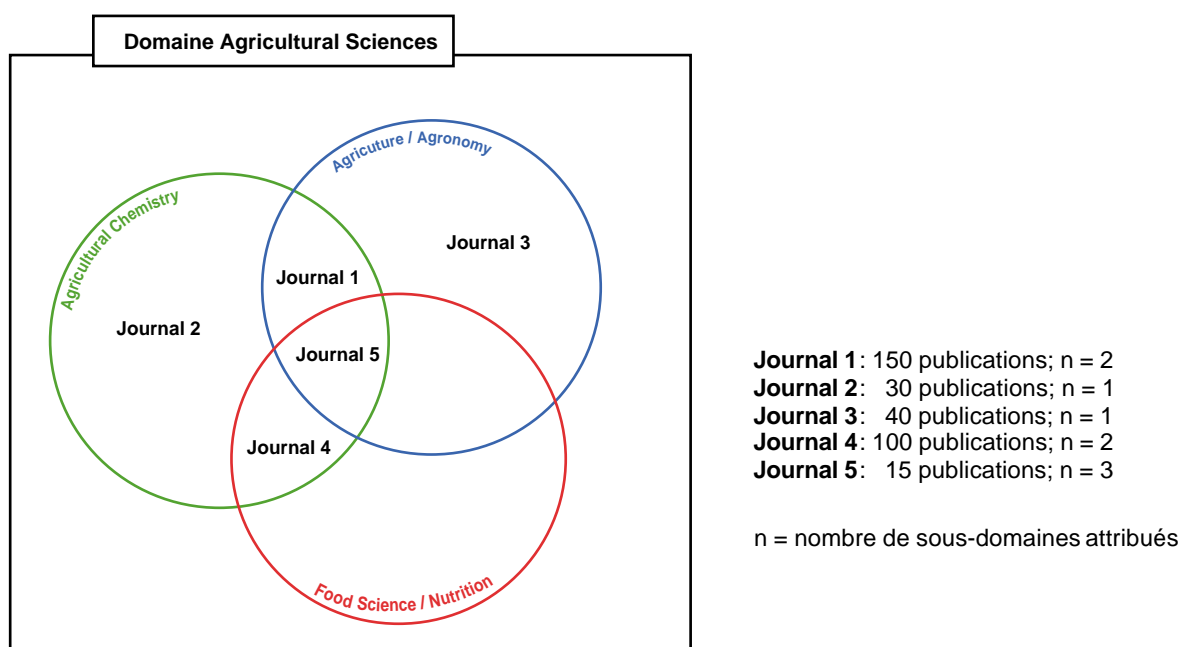 Domaine Agricultural Sciences
Agricuture / Agronomy
Agricultural Chemistry
Journal 3
Journal 1
Journal 2
Journal 5
Journal 4
Food Science / Nutrition
Journal 1: 150 publications; n = 2
Journal 2: 30 publications; n = 1
Journal 3: 40 publications; n = 1
Journal 4: 100 publications; n = 2
Journal 5: 15 publications; n = 3
n = nombre de sous-domaines attribués